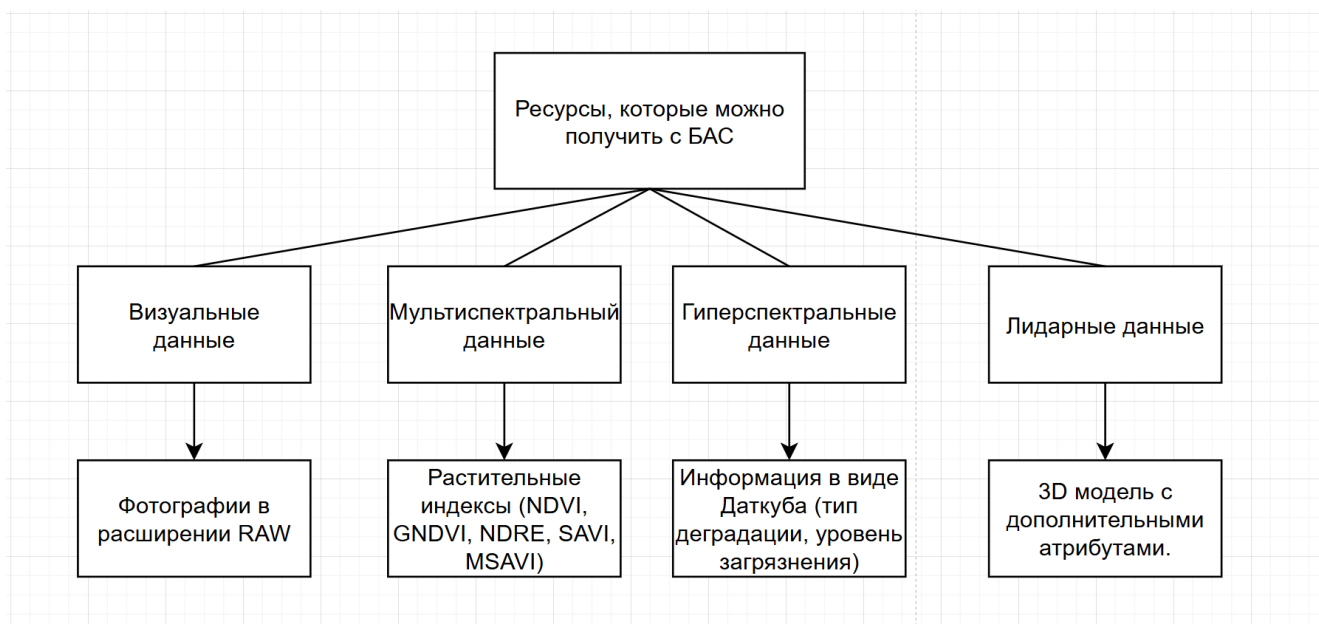 Ресурсы, которые можно
получить с БАС
Визуальные
данные
Мультиспектральный
данные
Гиперспектральные
данные
Лидарные данные
Фотографии в
расширении RAW
Растительные
индексы (NDVI,
GNDVI, NDRE, SAVI,
MSAVI)
Информация в виде
Даткуба (тип
деградации, уровень
загрязнения)
3D модель с
дополнительными
атрибутами.